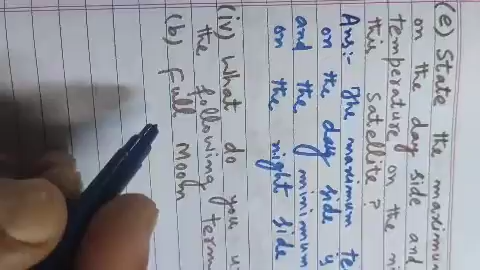 (e) State the maximum
on the day side and
temperature on the
this satellite?
Ans:- The maximum
on the day side
and the minimum
on the night side
(iv) What do you
the following
(b) Full Moon